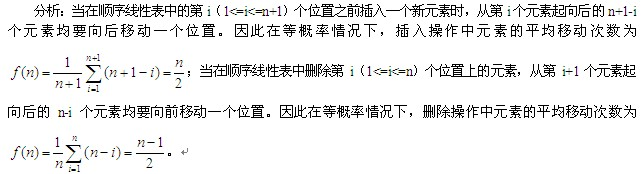 分析：当在顺序线性表中的第 i（1<=i<=n+1）个位置之前插入一个新元素时，从第 i 个元素起向后的 n+1-i
个元素均要向后移动一个位置。因此在等概率情况下，插入操作中元素的平均移动次数为
f(n)=\frac{1}{n+1}\sum_{i=1}^{n+1}(n+1-i)=\frac{n}{2}；当在顺序线性表中删除第 i（1<=i<=n）个位置上的元素，从第 i+1 个元素起
向后的 n-i 个元素均要向前移动一个位置。因此在等概率情况下，删除操作中元素的平均移动次数为
f(n)=\frac{1}{n}\sum_{i=1}^{n}(n-i)=\frac{n-1}{2}。↵